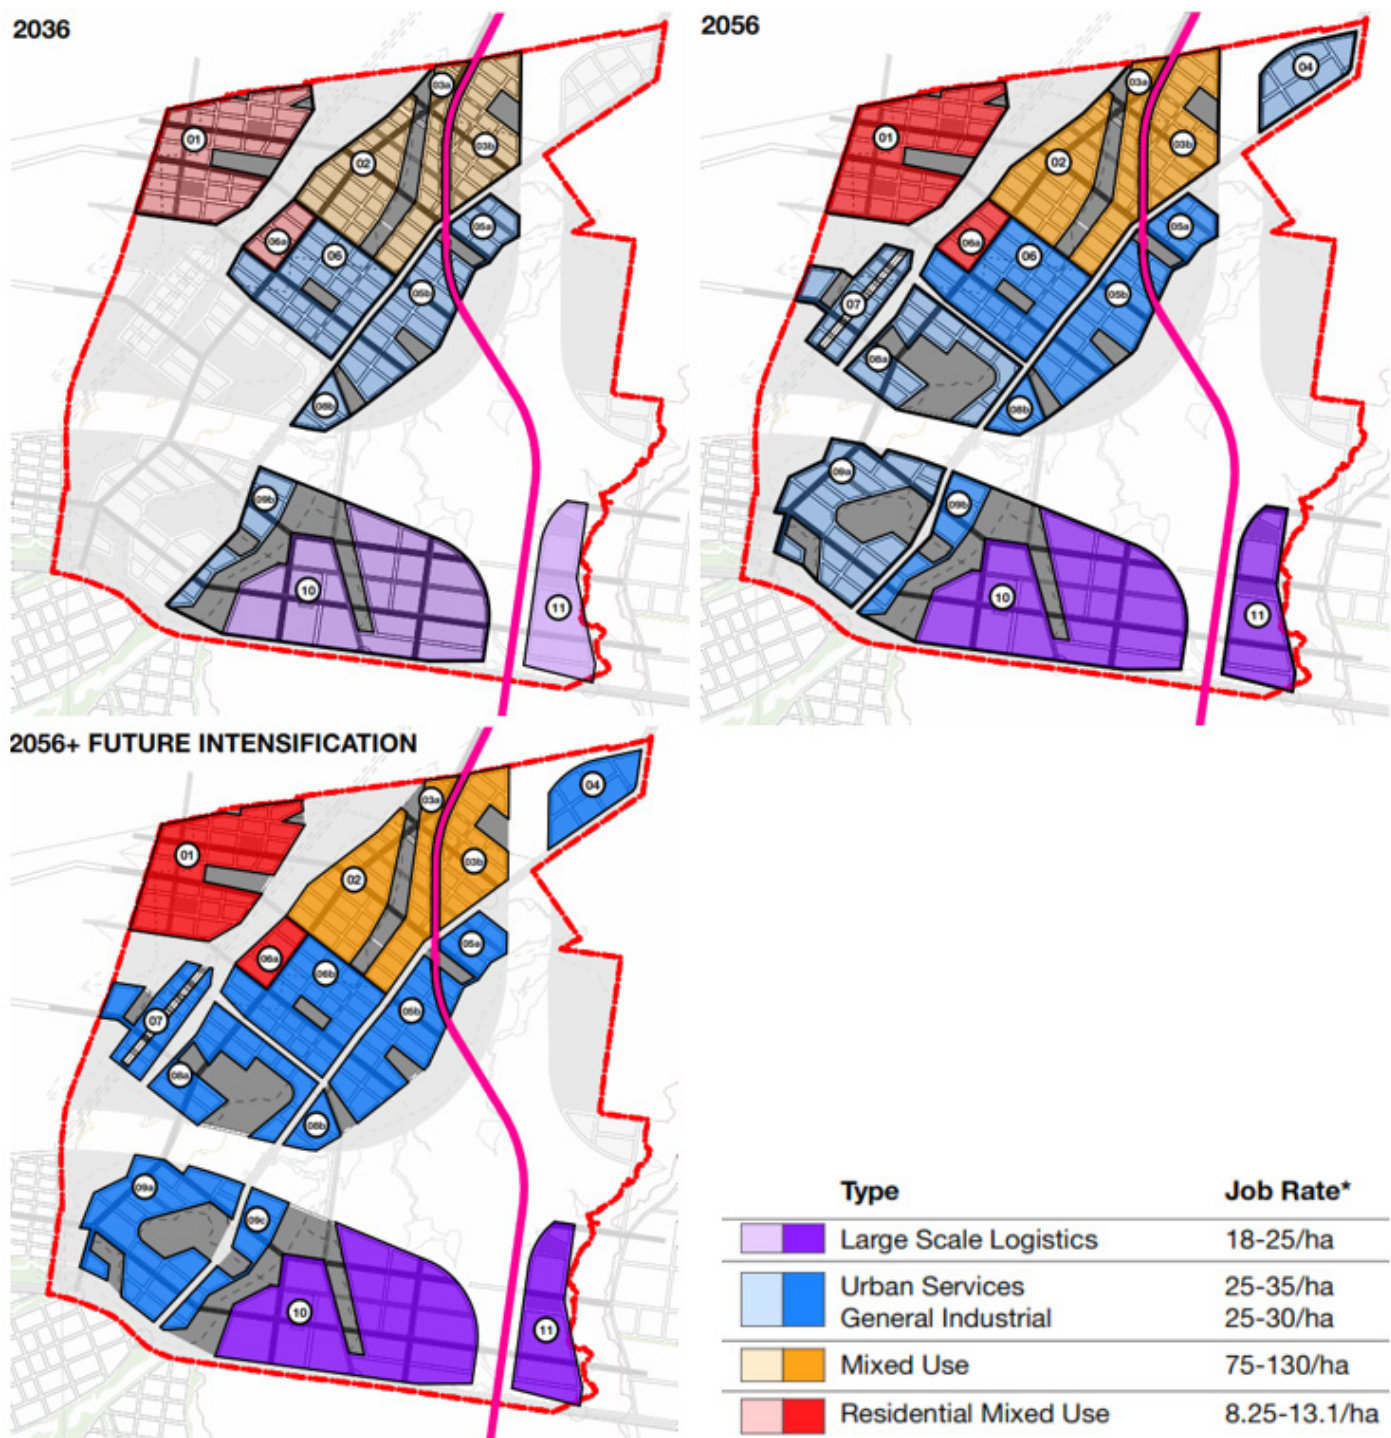 2036
03a
01
03b
02
05a
06a
06
05b
08b
09b
10
11
2056
04
03a
01
03b
02
05a
06a
06
05b
07
08a
08b
09a
09b
10
11
2056+ FUTURE INTENSIFICATION
04
03a
01
03b
02
05a
06a
06b
05b
07
08a
08b
09a
09c
10
11
Type Job Rate*
Large Scale Logistics 18-25/ha
Urban Services 25-35/ha
General Industrial 25-30/ha
Mixed Use 75-130/ha
Residential Mixed Use 8.25-13.1/ha